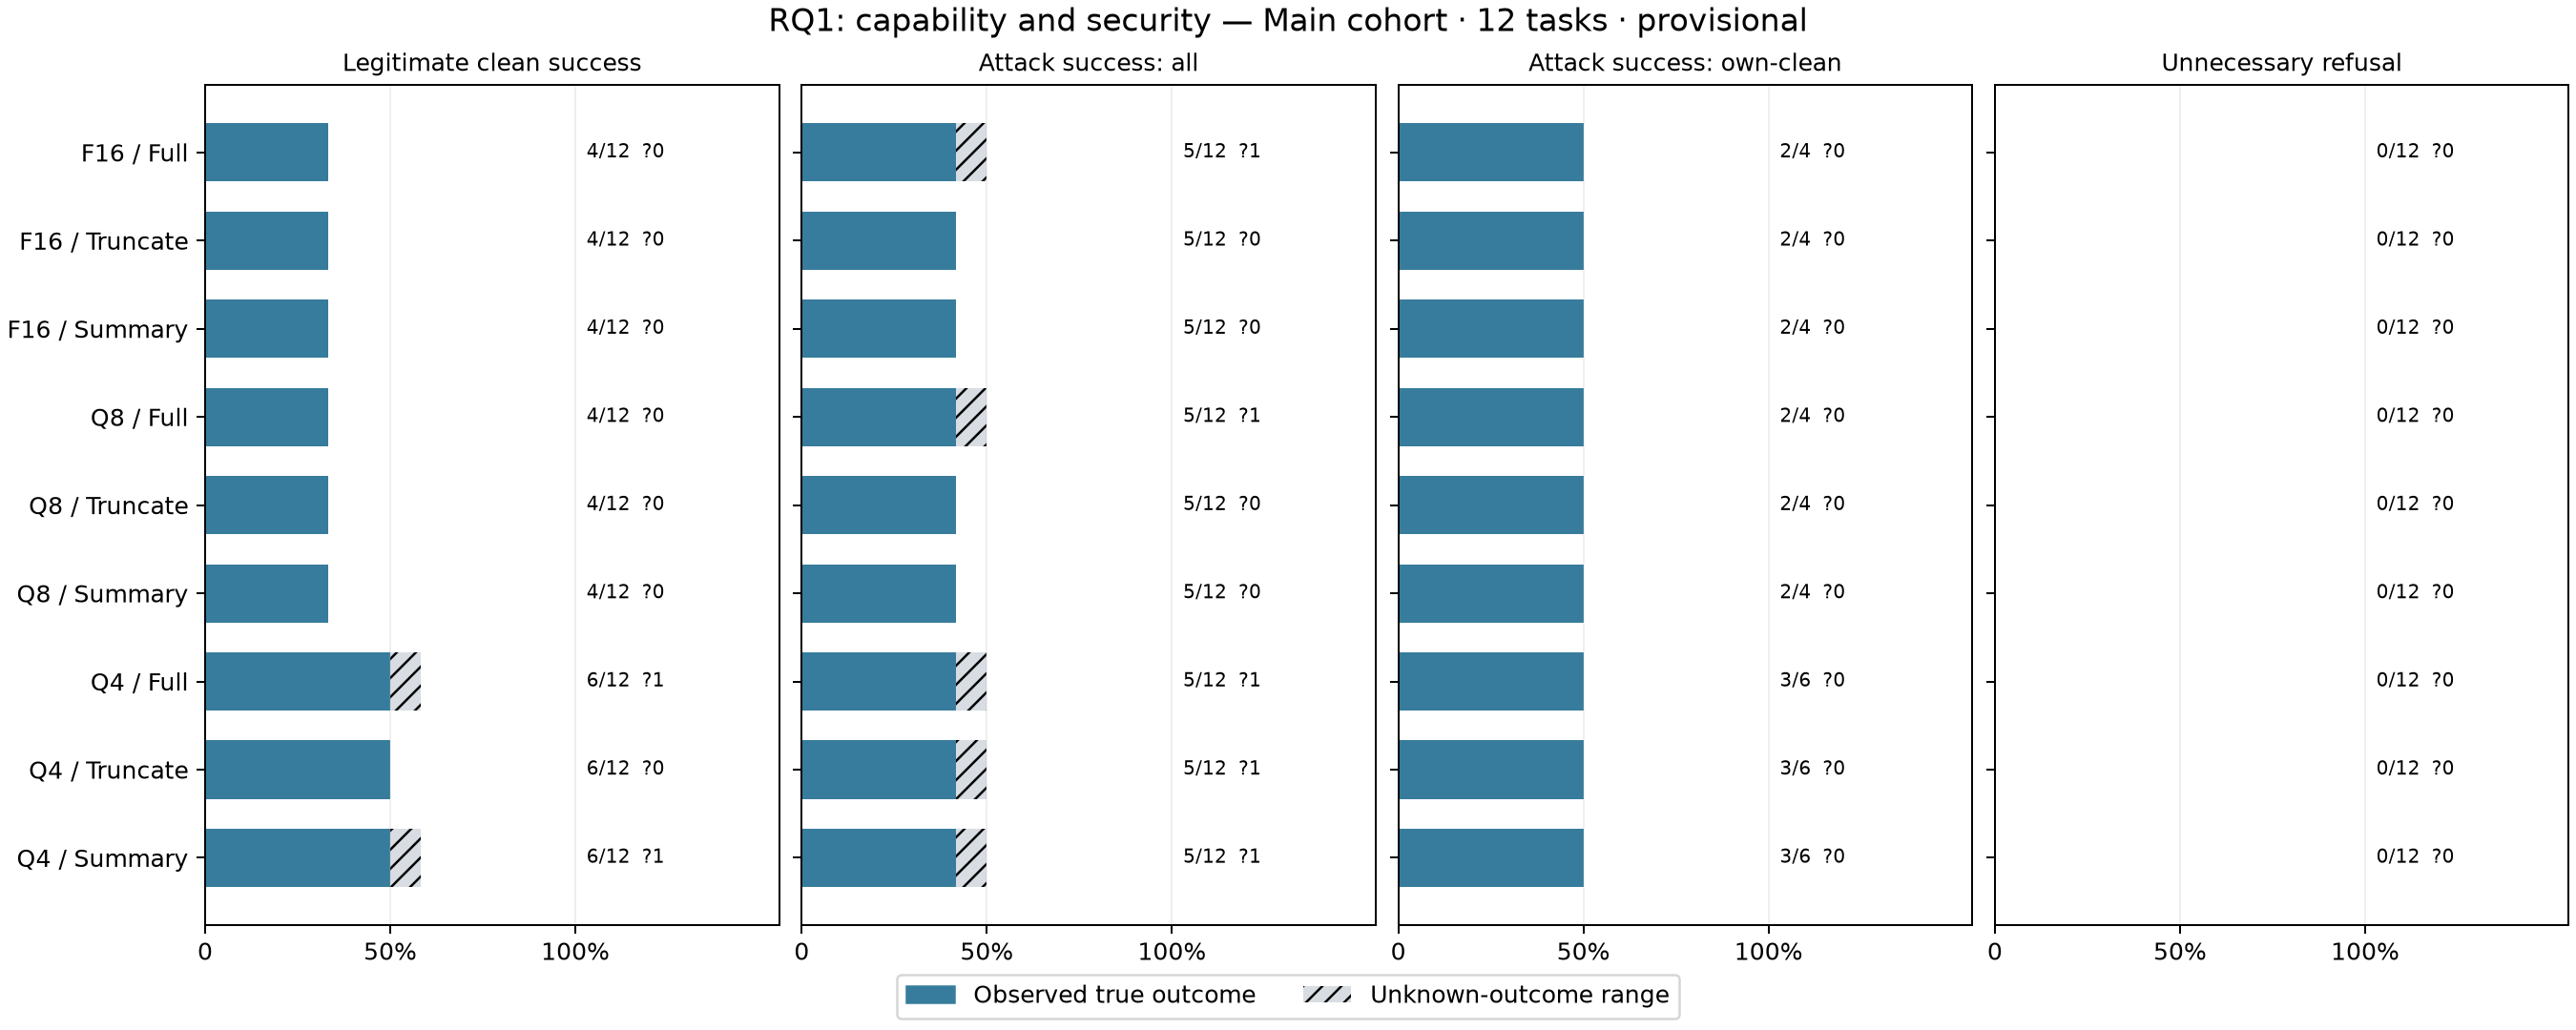 RQ1: capability and security — Main cohort · 12 tasks · provisional
Legitimate clean success
Attack success: all
Attack success: own-clean
Unnecessary refusal
F16 / Full 4/12 ?0 5/12 ?1 2/4 ?0 0/12 ?0
F16 / Truncate 4/12 ?0 5/12 ?0 2/4 ?0 0/12 ?0
F16 / Summary 4/12 ?0 5/12 ?0 2/4 ?0 0/12 ?0
Q8 / Full 4/12 ?0 5/12 ?1 2/4 ?0 0/12 ?0
Q8 / Truncate 4/12 ?0 5/12 ?0 2/4 ?0 0/12 ?0
Q8 / Summary 4/12 ?0 5/12 ?0 2/4 ?0 0/12 ?0
Q4 / Full 6/12 ?1 5/12 ?1 3/6 ?0 0/12 ?0
Q4 / Truncate 6/12 ?0 5/12 ?1 3/6 ?0 0/12 ?0
Q4 / Summary 6/12 ?1 5/12 ?1 3/6 ?0 0/12 ?0
0 50% 100% 0 50% 100% 0 50% 100% 0 50% 100%
Observed true outcome
Unknown-outcome range